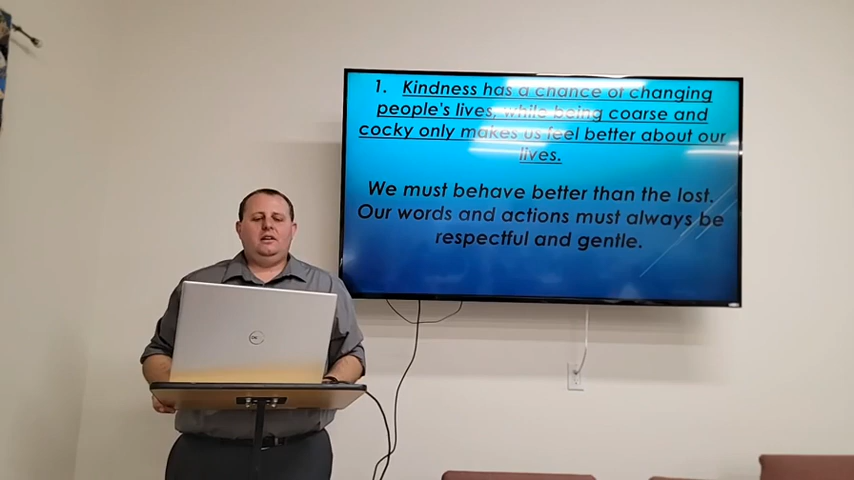 1. Kindness has a chance of changing
people's lives, while being coarse and
cocky only makes us feel better about our
lives.
We must behave better than the lost.
Our words and actions must always be
respectful and gentle.
DELL